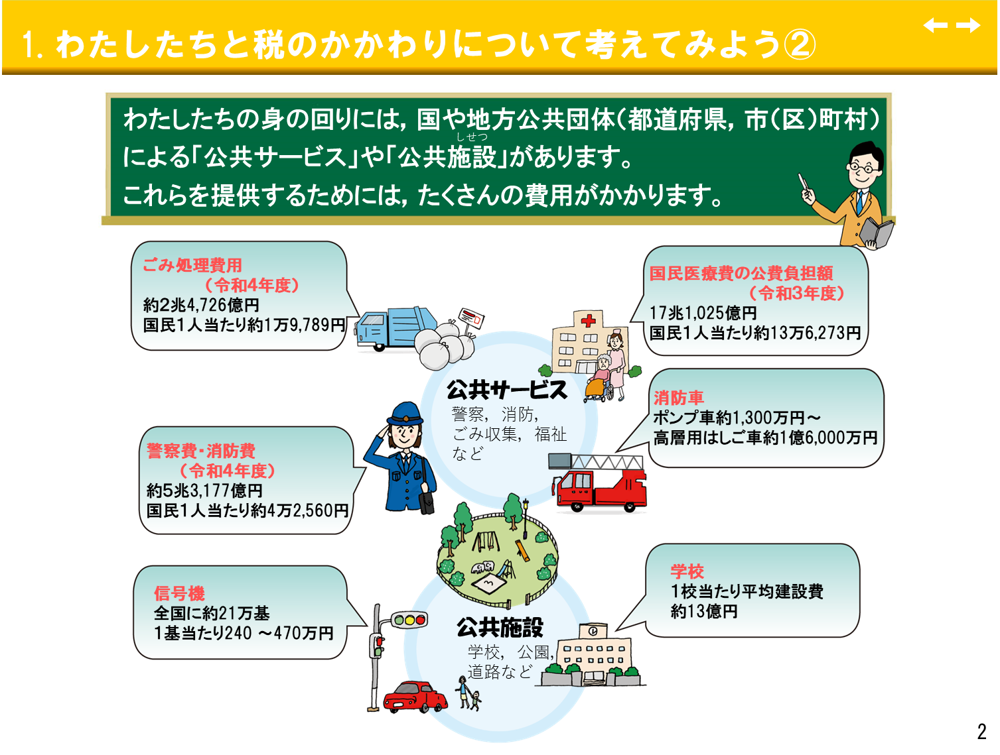 1. わたしたちと税のかかわりについて考えてみよう②
わたしたちの身の回りには, 国や地方公共団体(都道府県, 市(区)町村)
しせつ
による「公共サービス」や「公共施設」があります。
これらを提供するためには, たくさんの費用がかかります。
ごみ処理費用
(令和4年度)
約2兆4,726億円
国民1人当たり約1万9,789円
国民医療費の公費負担額
(令和3年度)
17兆1,025億円
国民1人当たり約13万6,273円
公共サービス
警察, 消防,
ごみ収集, 福祉
など
消防車
ポンプ車約1,300万円～
高層用はしご車約1億6,000万円
警察費・消防費
(令和4年度)
約5兆3,177億円
国民1人当たり約4万2,560円
信号機
全国に約21万基
1基当たり240 ～470万円
学校
1校当たり平均建設費
約13億円
公共施設
学校, 公園,
道路など
2